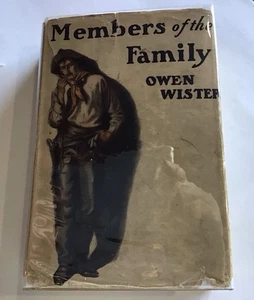 Members of the
Family
OWEN
WISTER